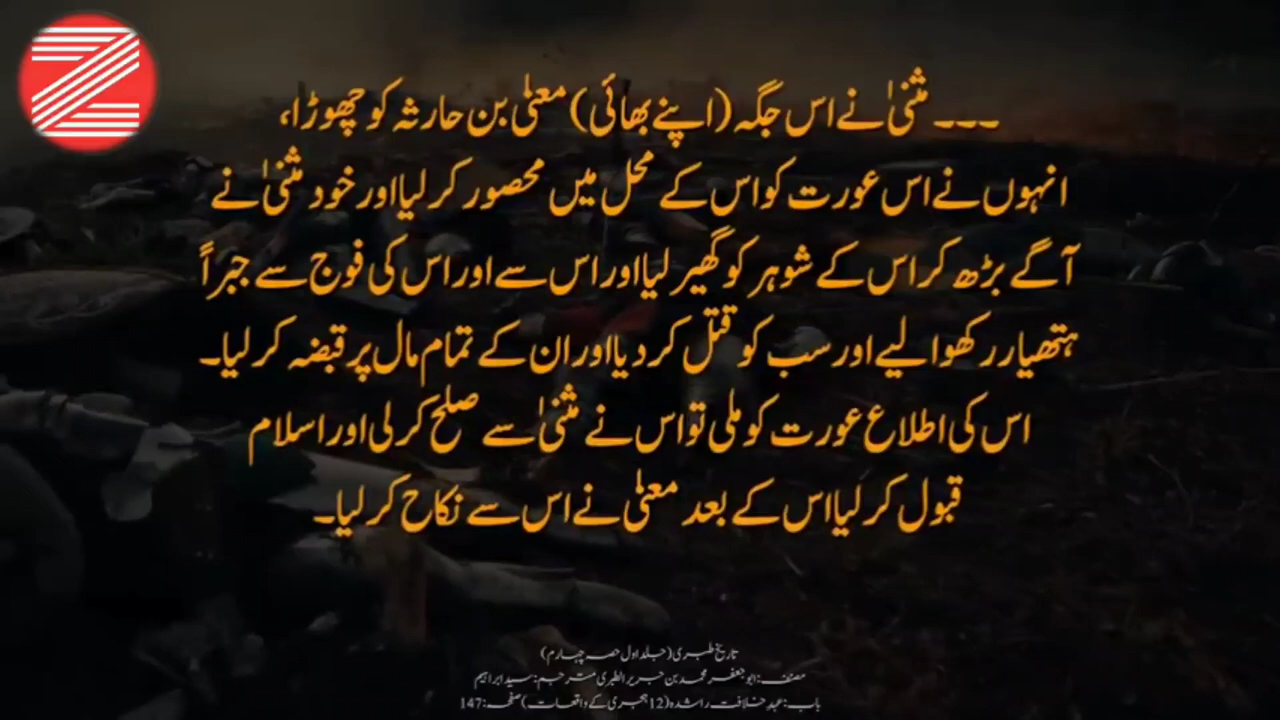 ۔۔۔ مثنیٰ نے اس جگہ (اپنے بھائی) معنیٰ بن حارثہ کو چھوڑا،
انہوں نے اس عورت کو اس کے محل میں محصور کر لیا اور خود مثنیٰ نے
آگے بڑھ کر اس کے شوہر کو گھیر لیا اور اس سے اور اس کی فوج سے جبراً
ہتھیار رکھوا لیے اور سب کو قتل کر دیا اور ان کے تمام مال پر قبضہ کر لیا۔
اس کی اطلاع عورت کو ملی تو اس نے مثنیٰ سے صلح کر لی اور اسلام
قبول کر لیا اس کے بعد معنیٰ نے اس سے نکاح کر لیا۔
تاریخ طبری (جلد اول حصہ چہارم)
مصنف: ابو جعفر محمد بن جریر الطبری مترجم: سید ابراہیم
باب: عہد خلافت راشدہ (12 ہجری کے واقعات) صفحہ: 147